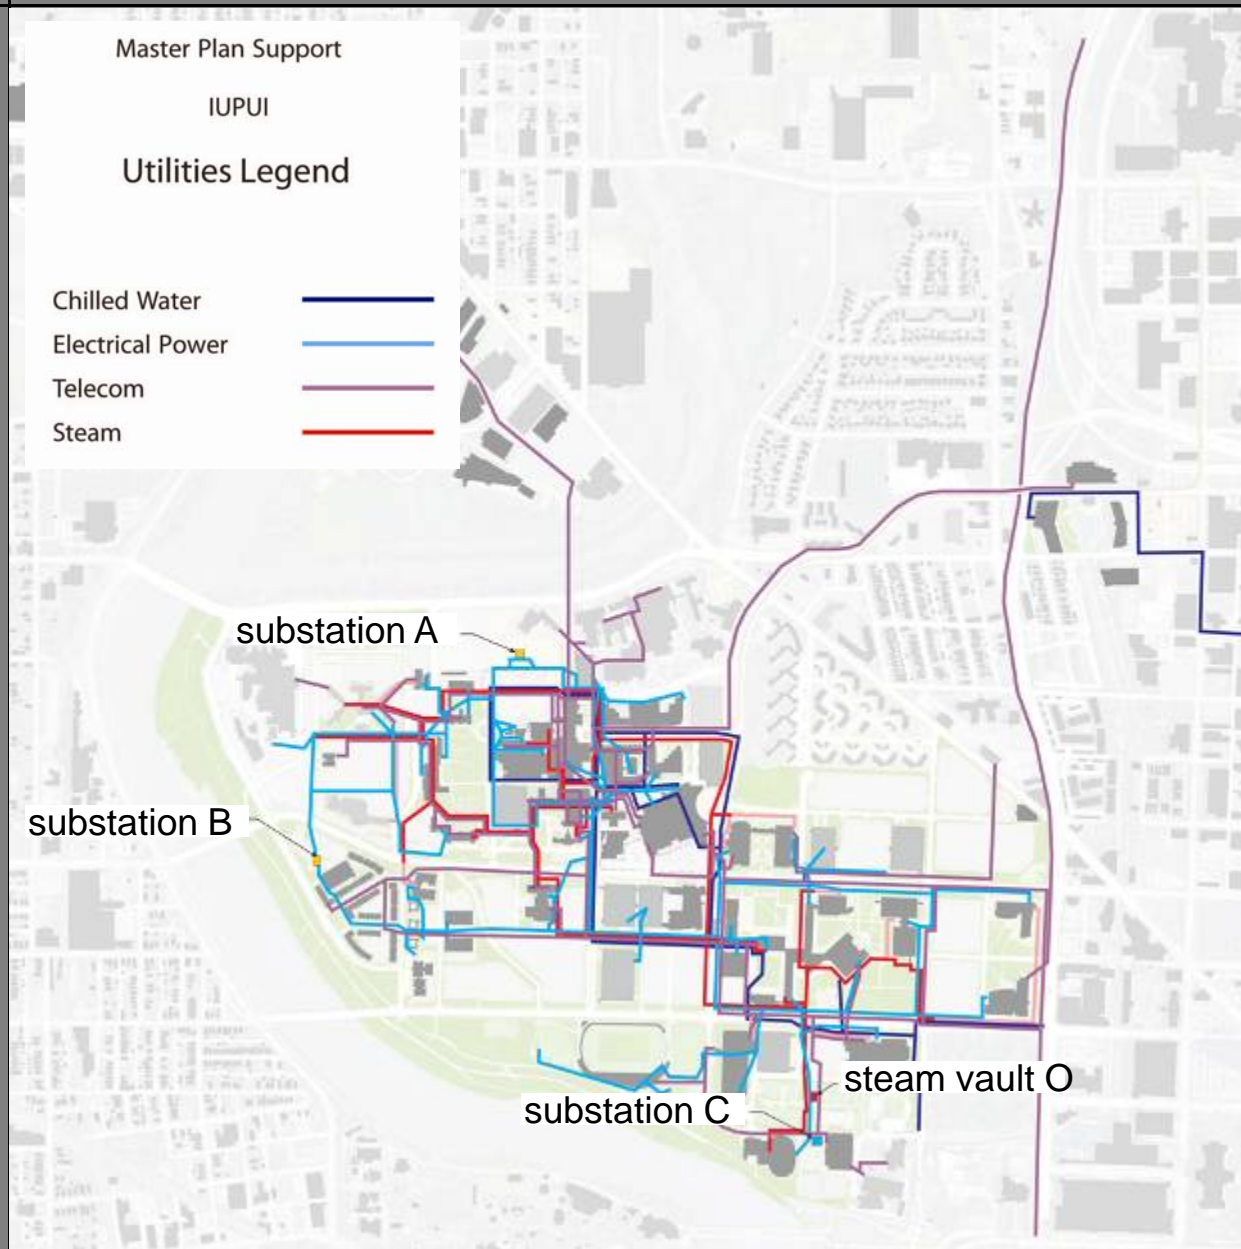 Master Plan Support
IUPUI
Utilities Legend
Chilled Water
Electrical Power
Telecom
Steam
substation A
substation B
steam vault O
substation C